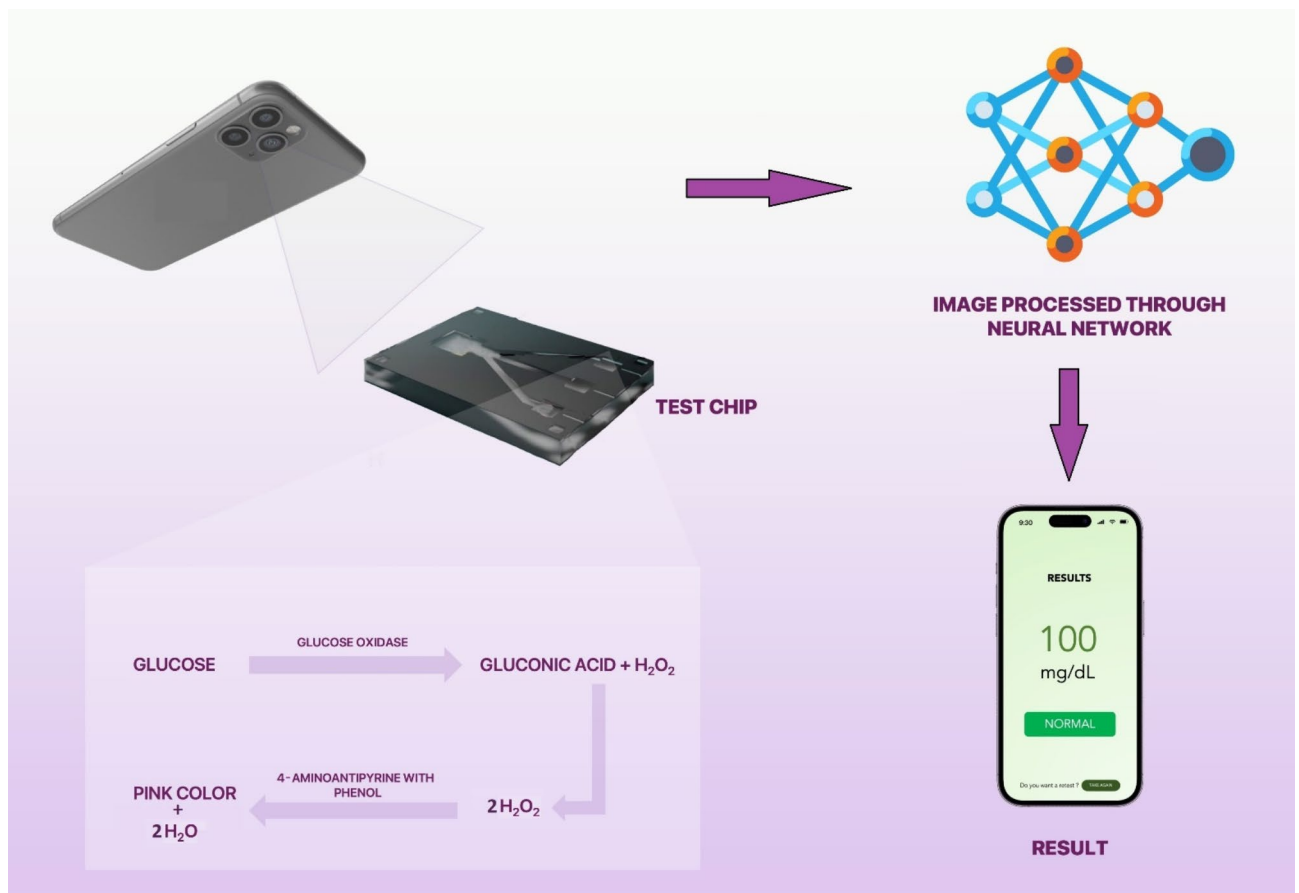 IMAGE PROCESSED THROUGH
NEURAL NETWORK
TEST CHIP
GLUCOSE
GLUCOSE OXIDASE
GLUCONIC ACID + H₂O₂
2H₂O₂
4-AMINOANTIPYRINE WITH
PHENOL
PINK COLOR
+
2H₂O
9:30
RESULTS
100
mg/dL
NORMAL
Do you want a retest ?
RESULT